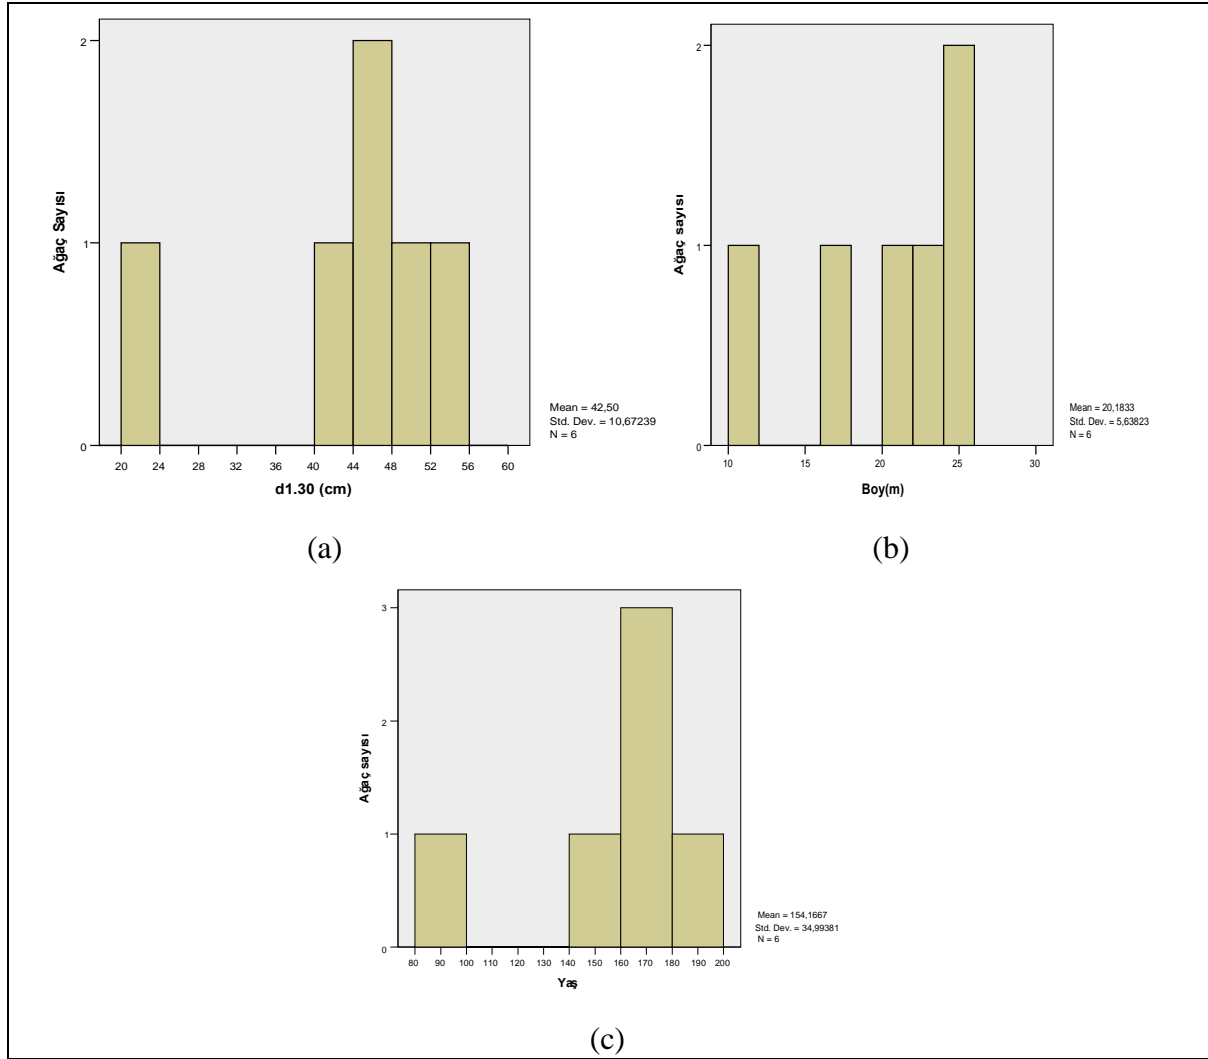 Ağaç Sayısı
2
1
0
20 24 28 32 36 40 44 48 52 56 60
d1.30 (cm)
Mean = 42,50
Std. Dev. = 10,67239
N = 6
(a)
Ağaç sayısı
2
1
0
10 15 20 25 30
Boy(m)
Mean = 20,1833
Std. Dev. = 5,63823
N = 6
(b)
Ağaç sayısı
3
2
1
0
80 90 100 110 120 130 140 150 160 170 180 190 200
Yaş
Mean = 154,1667
Std. Dev. = 34,99381
N = 6
(c)